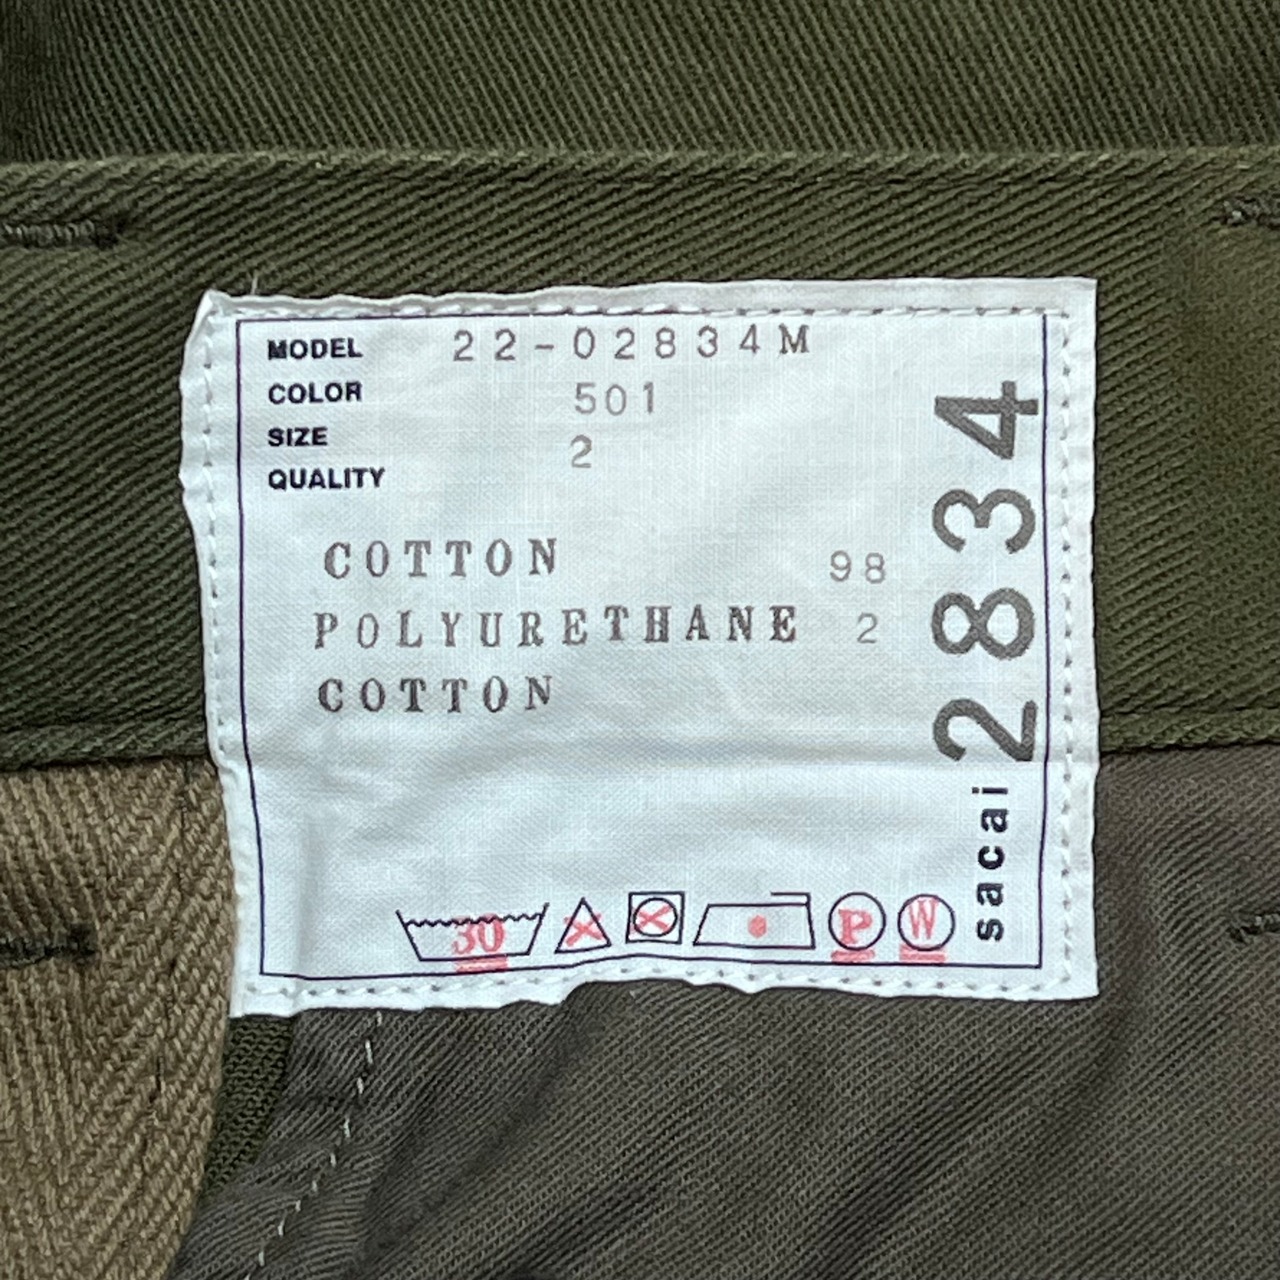 MODEL 22-02834M
COLOR 501
SIZE 2
QUALITY
COTTON 98
POLYURETHANE 2
COTTON
30
P
W
sacai 2834